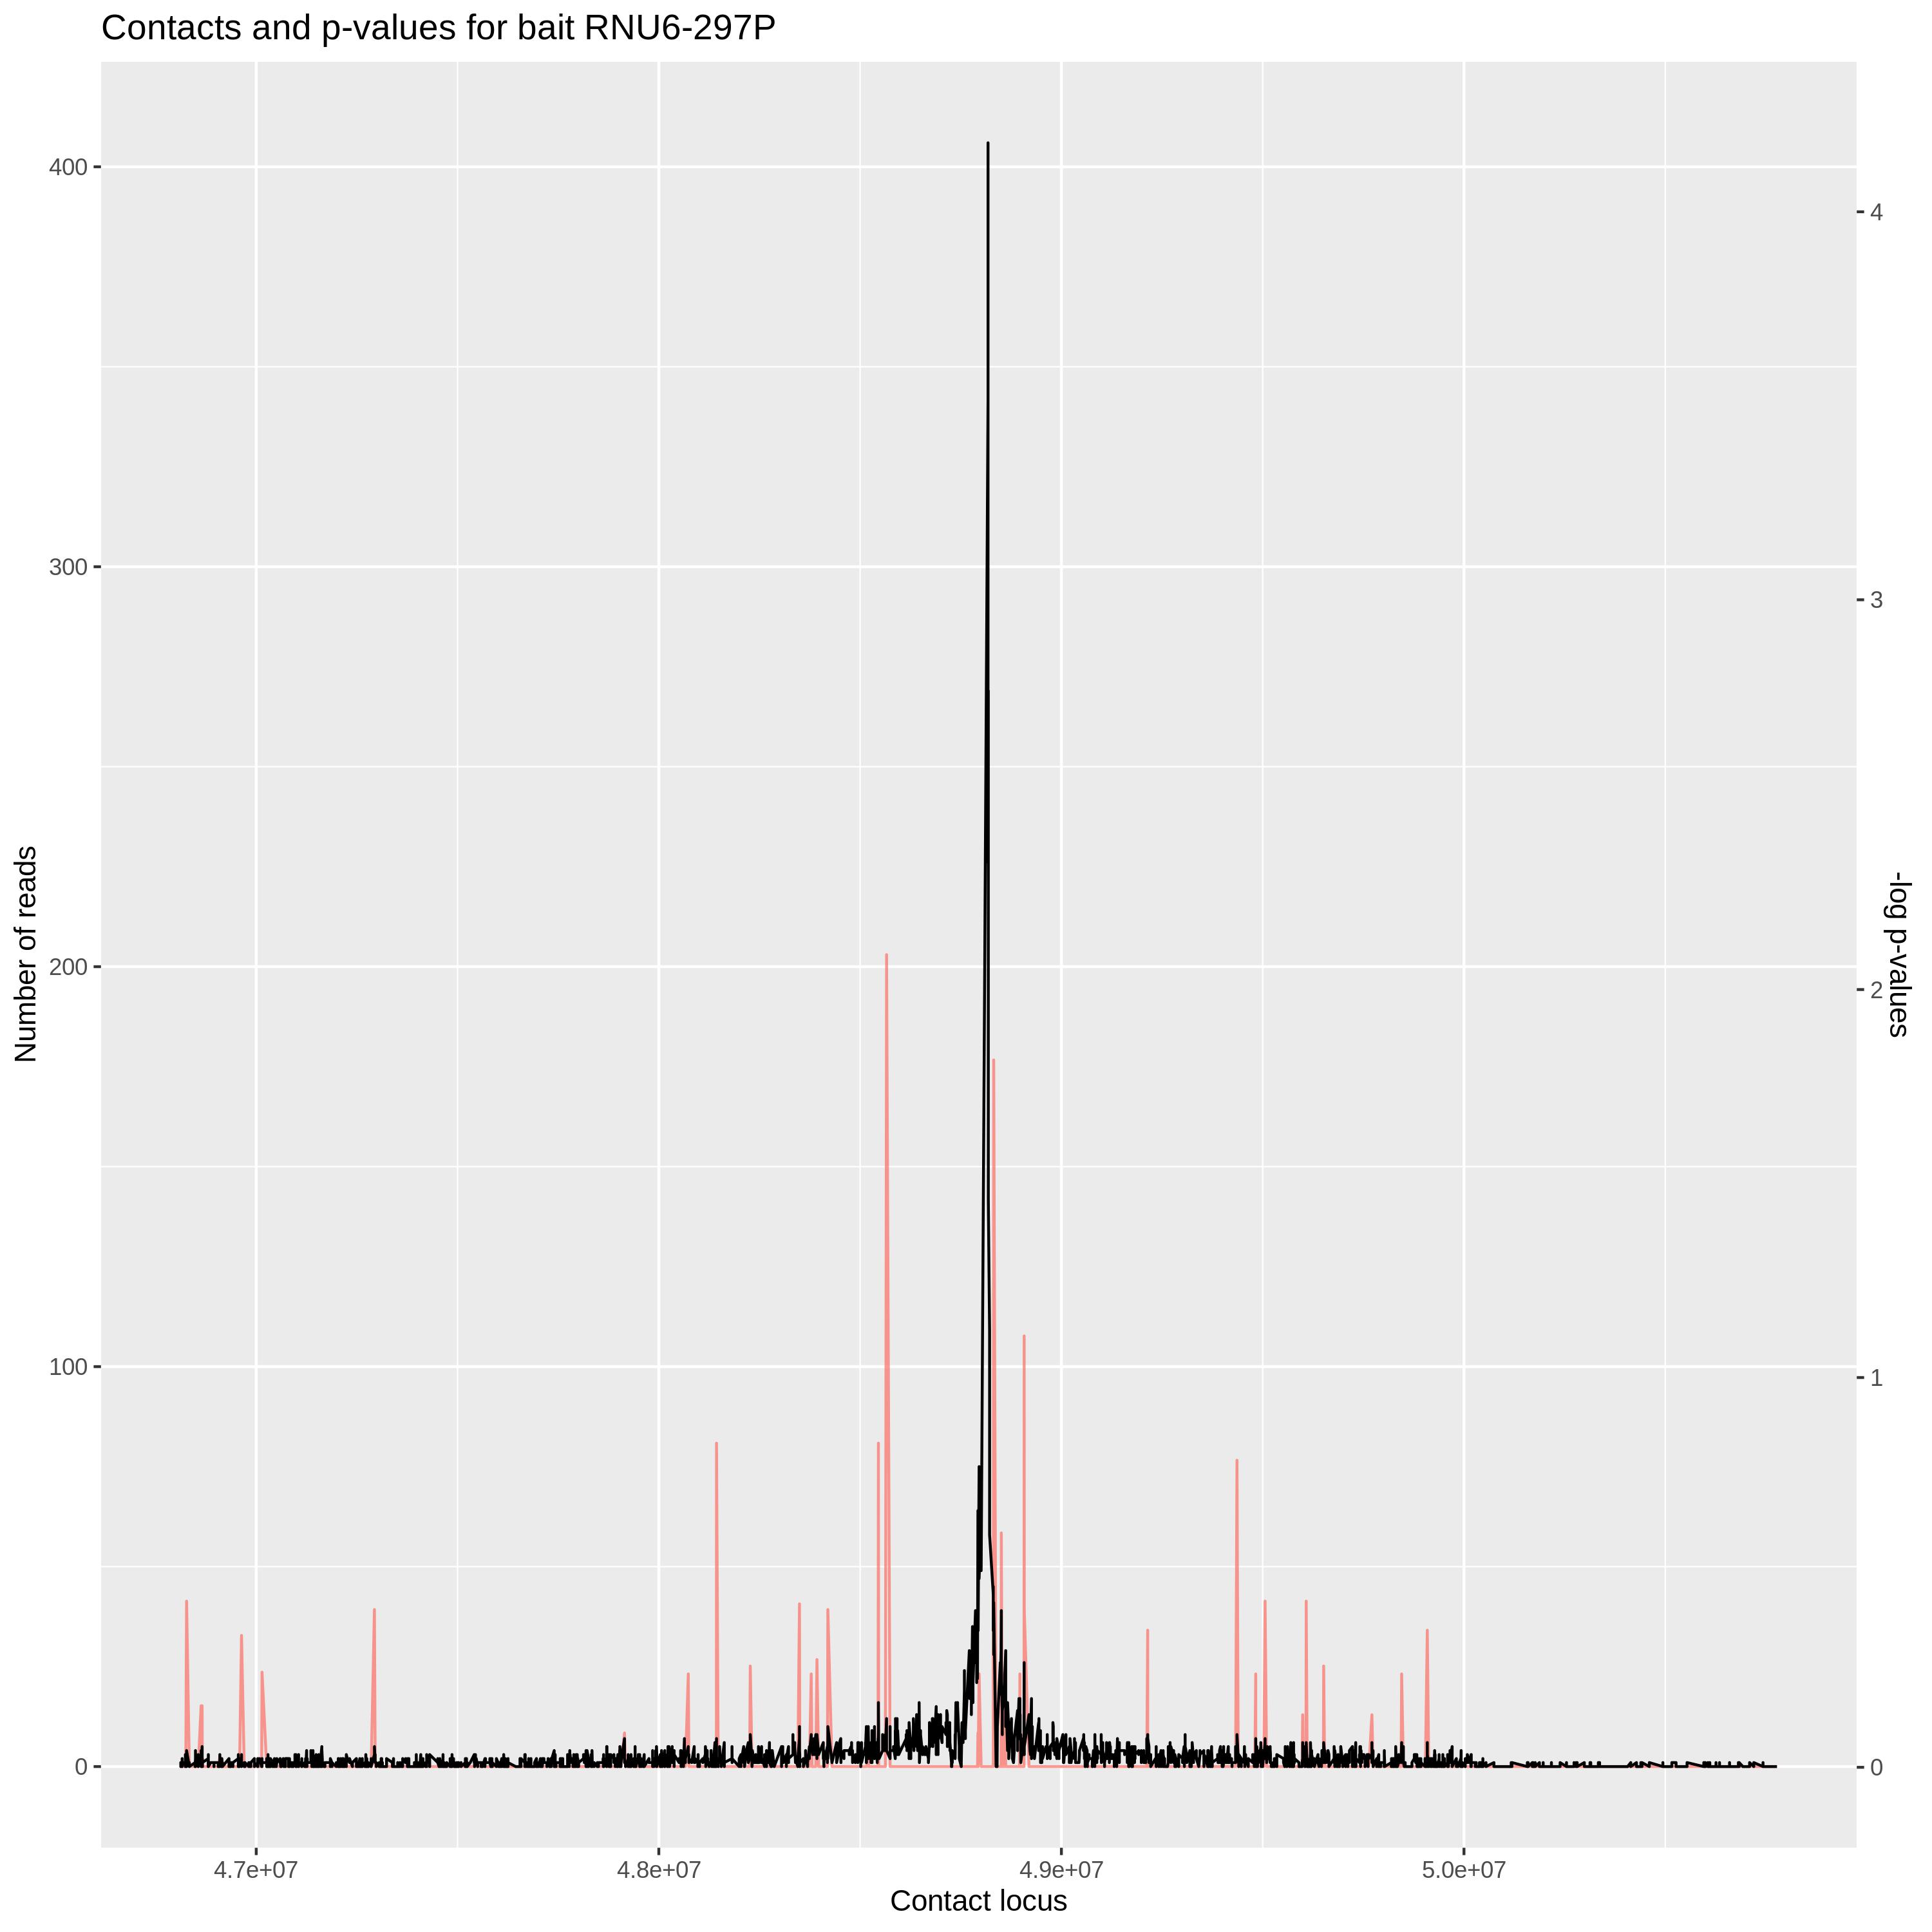 Contacts and p-values for bait RNU6-297P
400
300
200
100
0
Number of reads
4
3
2
1
0
-log p-values
4.7e+07
4.8e+07
4.9e+07
5.0e+07
Contact locus